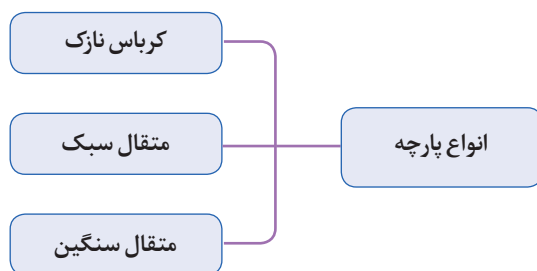 انواع پارچه
کرباس نازک
متقال سبک
متقال سنگین